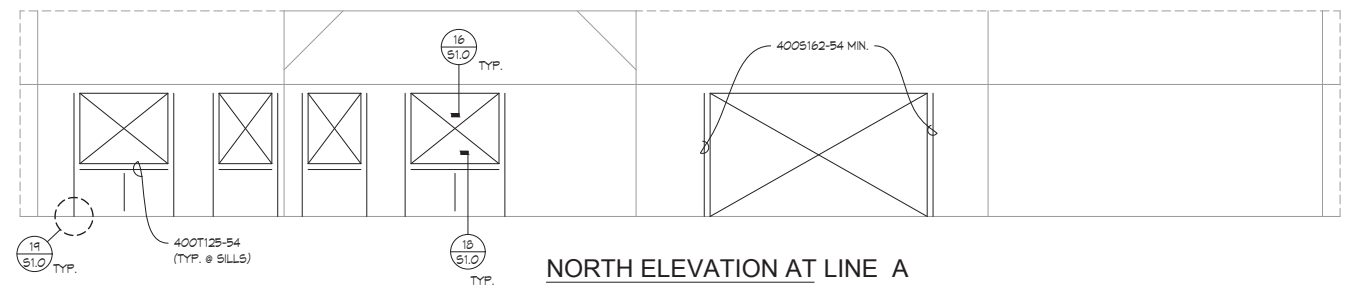 16
S1.0
TYP.
400S162-54 MIN.
19
S1.0
TYP.
400T125-54
(TYP. @ SILLS)
18
S1.0
TYP.
NORTH ELEVATION AT LINE A